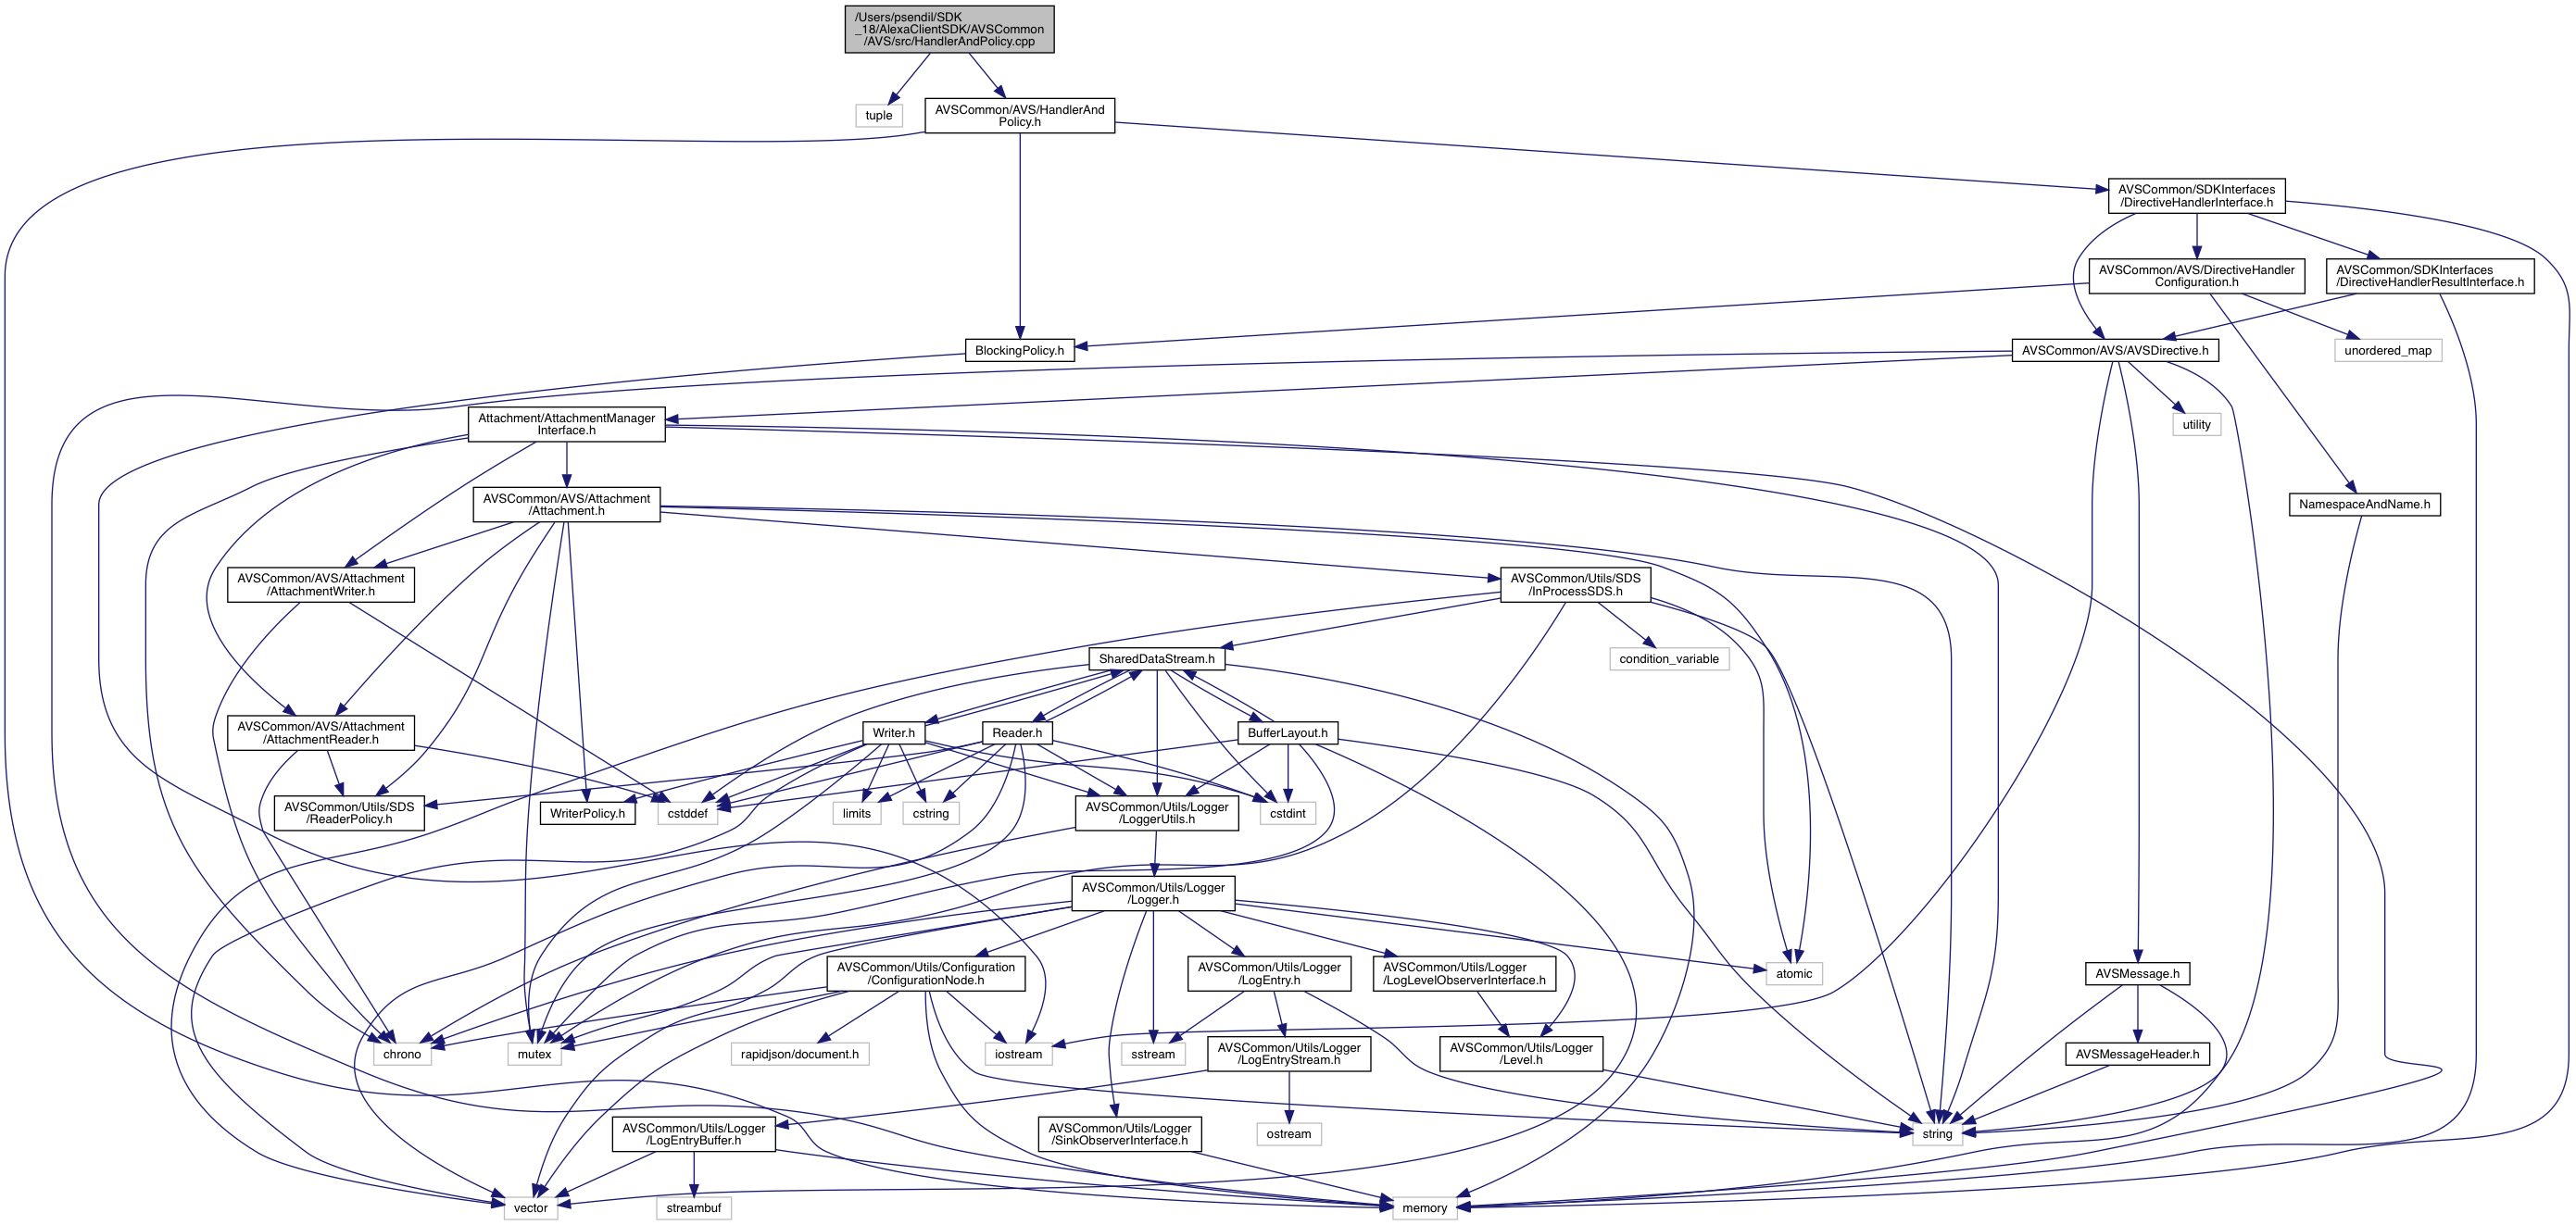 /Users/psendil/SDK
_18/AlexaClientSDK/AVSCommon
/AVS/src/HandlerAndPolicy.cpp
tuple
AVSCommon/AVS/HandlerAnd
Policy.h
AVSCommon/SDKInterfaces
/DirectiveHandlerInterface.h
AVSCommon/AVS/DirectiveHandler
Configuration.h
AVSCommon/SDKInterfaces
/DirectiveHandlerResultInterface.h
BlockingPolicy.h
AVSCommon/AVS/AVSDirective.h
unordered_map
Attachment/AttachmentManager
Interface.h
utility
AVSCommon/AVS/Attachment
/Attachment.h
NamespaceAndName.h
AVSCommon/AVS/Attachment
/AttachmentWriter.h
AVSCommon/Utils/SDS
/InProcessSDS.h
SharedDataStream.h
condition_variable
AVSCommon/AVS/Attachment
/AttachmentReader.h
Writer.h
Reader.h
BufferLayout.h
AVSCommon/Utils/SDS
/ReaderPolicy.h
WriterPolicy.h
cstddef
limits
cstring
AVSCommon/Utils/Logger
/LoggerUtils.h
cstdint
AVSCommon/Utils/Logger
/Logger.h
AVSCommon/Utils/Configuration
/ConfigurationNode.h
AVSCommon/Utils/Logger
/LogEntry.h
AVSCommon/Utils/Logger
/LogLevelObserverInterface.h
atomic
AVSMessage.h
chrono
mutex
rapidjson/document.h
iostream
sstream
AVSCommon/Utils/Logger
/LogEntryStream.h
AVSCommon/Utils/Logger
/Level.h
AVSMessageHeader.h
AVSCommon/Utils/Logger
/LogEntryBuffer.h
AVSCommon/Utils/Logger
/SinkObserverInterface.h
ostream
string
vector
streambuf
memory